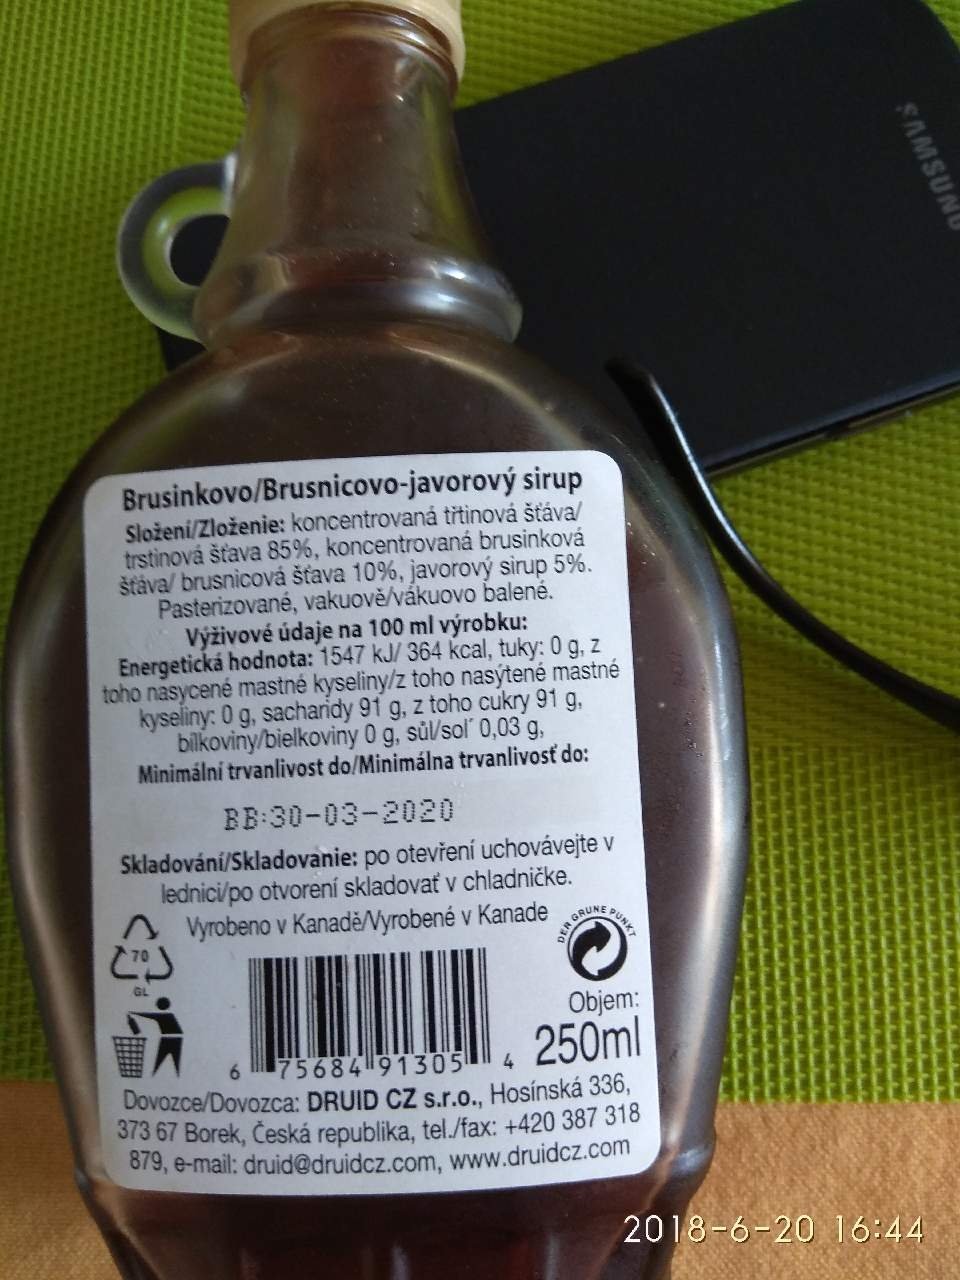 SAMSUNG
Brusinkovo/Brusnicovo-javorový sirup
Složení/Zloženie: koncentrovaná třtinová šťáva/
trstinová šťava 85%, koncentrovaná brusinková
šťáva/ brusnicová šťava 10%, javorový sirup 5%.
Pasterizované, vakuově/vákuovo balené.
Výživové údaje na 100 ml výrobku:
Energetická hodnota: 1547 kJ/ 364 kcal, tuky: 0 g, z
toho nasycené mastné kyseliny/z toho nasýtené mastné
kyseliny: 0 g, sacharidy 91 g, z toho cukry 91 g,
bílkoviny/bielkoviny 0 g, sůl/sol´ 0,03 g,
Minimální trvanlivost do/Minimálna trvanlivosť do:
BB:30-03-2020
Skladování/Skladovanie: po otevření uchovávejte v
lednici/po otvorení skladovať v chladničke.
Vyrobeno v Kanadě/Vyrobené v Kanade
DER GRÜNE PUNKT
70
GL
Objem:
250ml
6 75684 91305 4
Dovozce/Dovozca: DRUID CZ s.r.o., Hosínská 336,
373 67 Borek, Česká republika, tel./fax: +420 387 318
879, e-mail: druid@druidcz.com, www.druidcz.com
2018-6-20 16:44